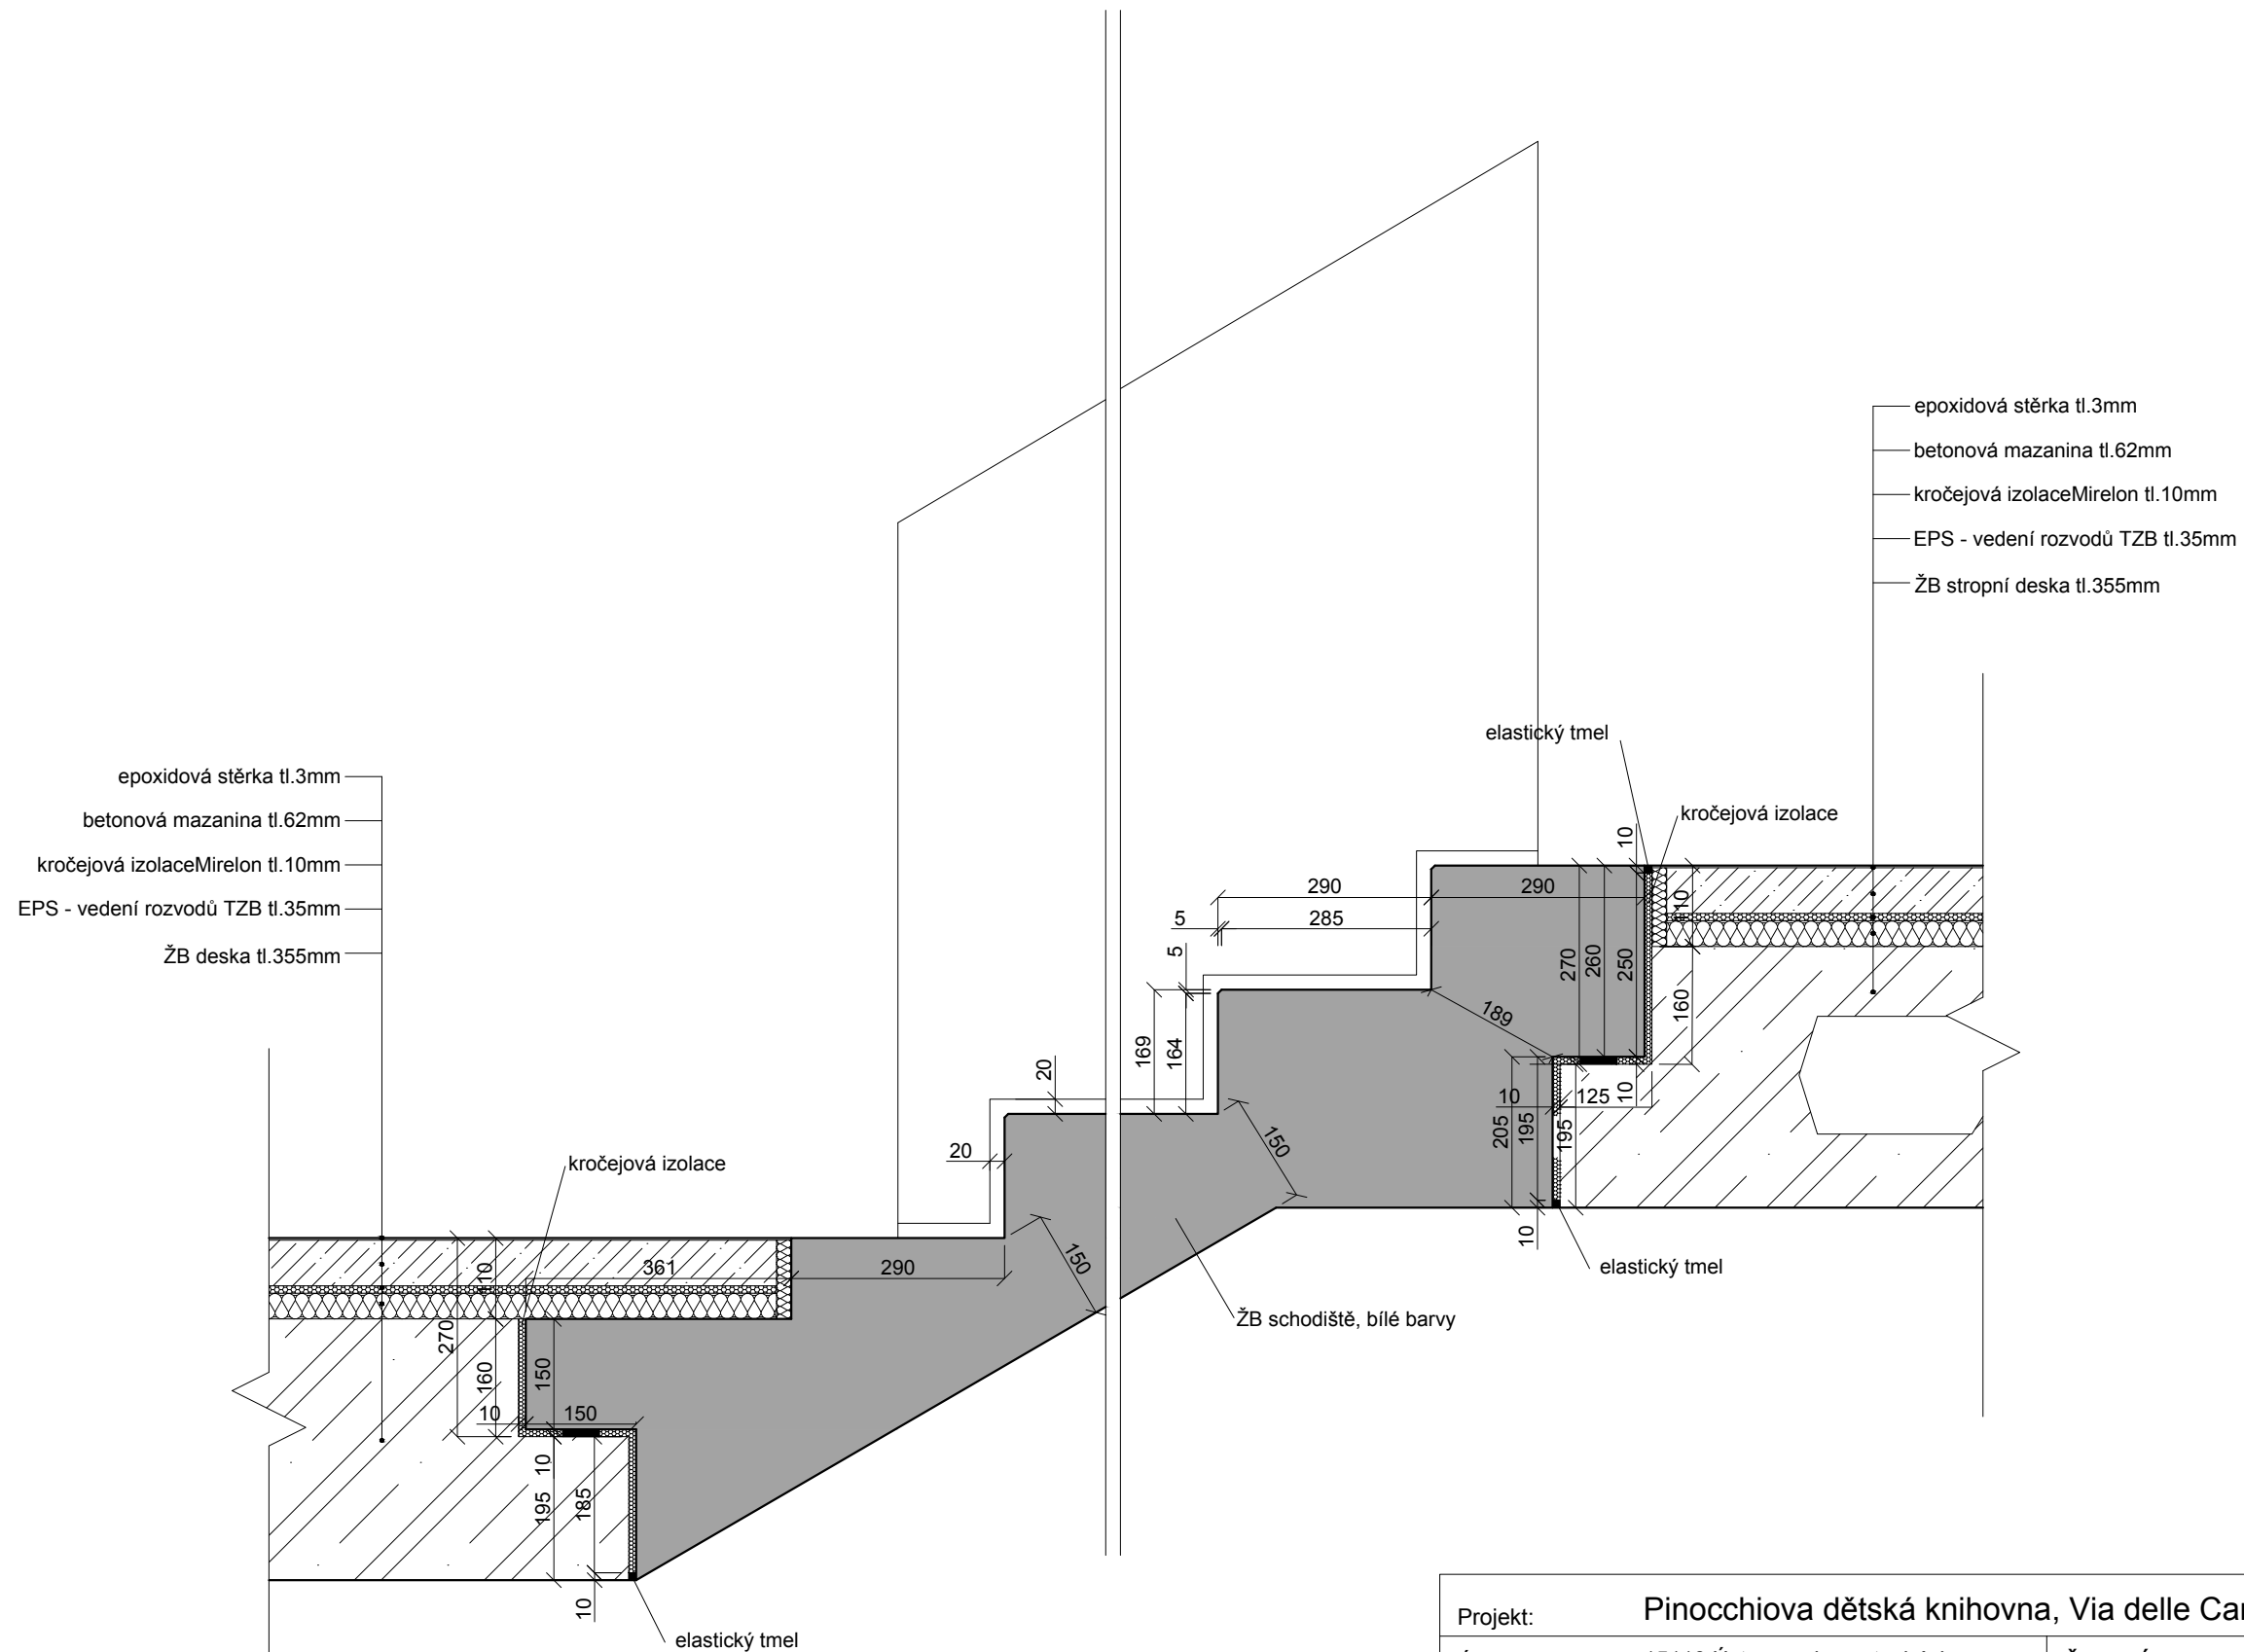 epoxidová stěrka tl.3mm
betonová mazanina tl.62mm
kročejová izolaceMirelon tl.10mm
EPS - vedení rozvodů TZB tl.35mm
ŽB stropní deska tl.355mm
elastický tmel
kročejová izolace
epoxidová stěrka tl.3mm
betonová mazanina tl.62mm
kročejová izolaceMirelon tl.10mm
EPS - vedení rozvodů TZB tl.35mm
ŽB deska tl.355mm
10
290
290
110
5
285
5
270
260
250
160
189
169
164
20
10
125
10
205
195
195
150
20
10
kročejová izolace
150
elastický tmel
361
290
110
270
160
150
ŽB schodiště, bílé barvy
10
150
10
195
185
10
elastický tmel
Projekt:
Pinocchiova dětská knihovna, Via delle